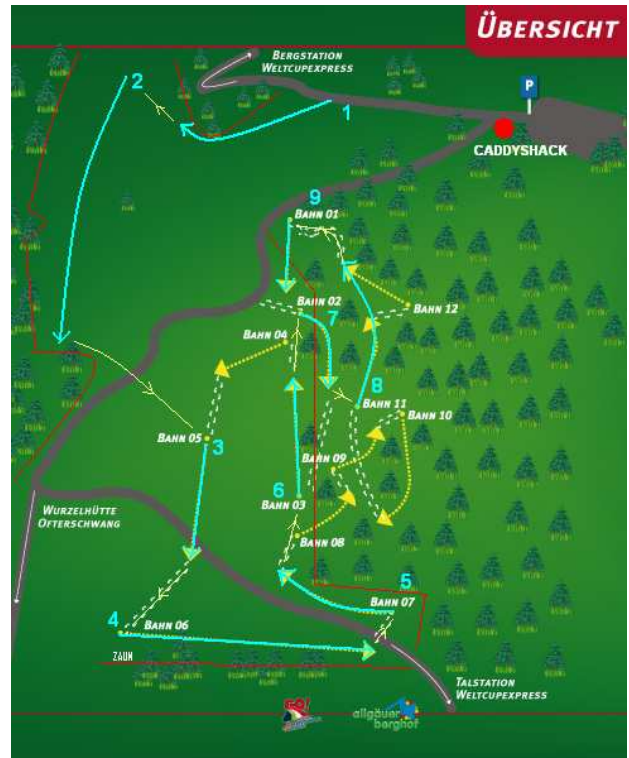 ÜBERSICHT
BERGSTATION
WELTCUPEXPRESS
P
CADDYSHACK
2
1
9
BAHN 01
BAHN 02
7
BAHN 12
BAHN 04
8
BAHN 11
BAHN 10
BAHN 05
3
BAHN 09
6
BAHN 03
WURZELHÜTTE
OFTERSCHWANG
BAHN 08
5
BAHN 07
4
BAHN 06
ZAUN
TALSTATION
WELTCUPEXPRESS
GO!
allgäuer
berghof